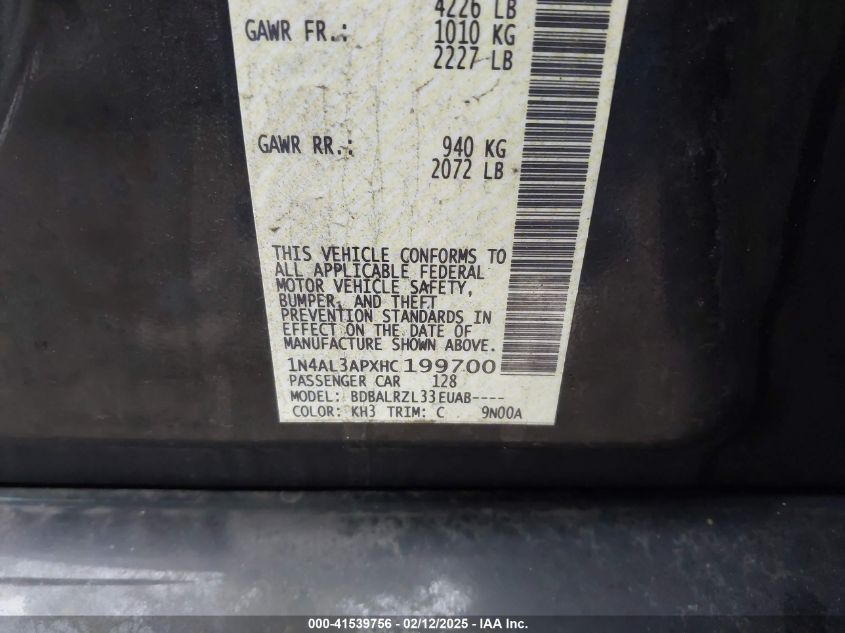 4226 LB
GAWR FR.: 1010 KG
2227 LB
GAWR RR.: 940 KG
2072 LB
THIS VEHICLE CONFORMS TO
ALL APPLICABLE FEDERAL
MOTOR VEHICLE SAFETY,
BUMPER, AND THEFT
PREVENTION STANDARDS IN
EFFECT ON THE DATE OF
MANUFACTURE SHOWN ABOVE.
1N4AL3APXHC199700
PASSENGER CAR 128
MODEL: BDBALRZL33EUAB----
COLOR: KH3 TRIM: C 9N00A
000-41539756 - 02/12/2025 - IAA Inc.